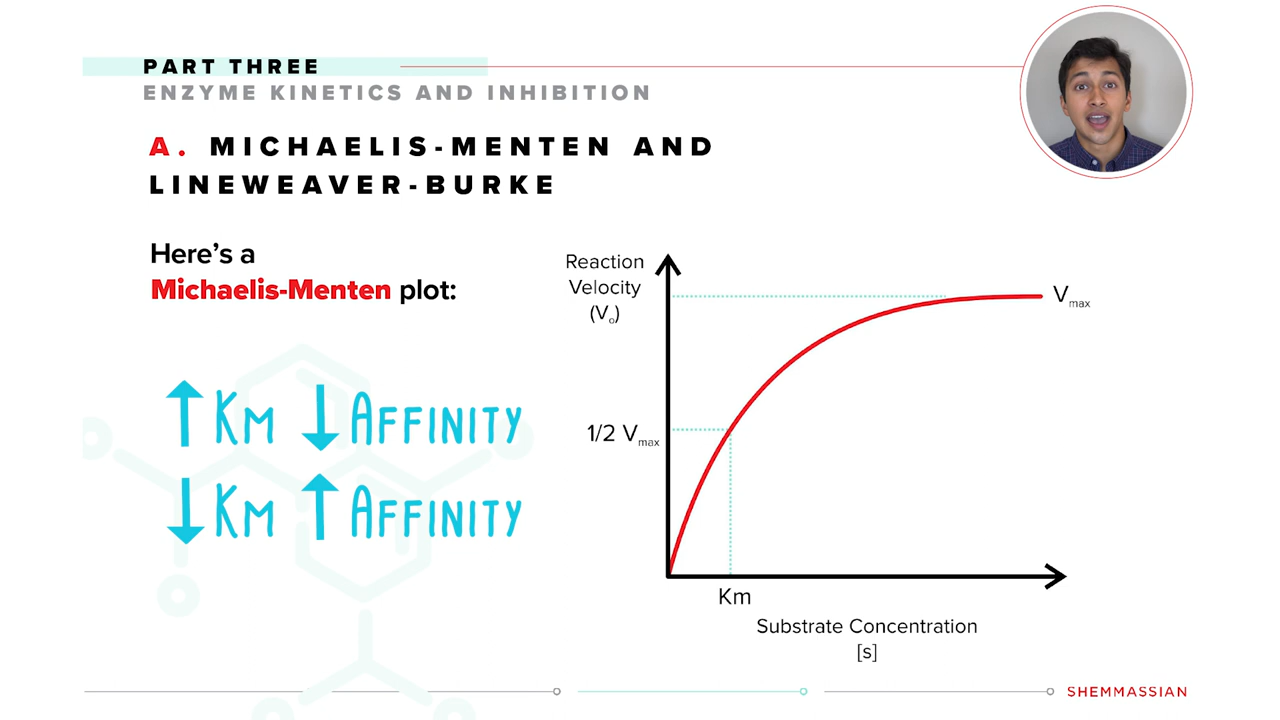 PART THREE
ENZYME KINETICS AND INHIBITION
A. MICHAELIS-MENTEN AND
LINEWEAVER-BURKE
Here's a
Michaelis-Menten plot:
↑ KM ↓ AFFINITY
↓ KM ↑ AFFINITY
Reaction
Velocity
(Vo)
Vmax
1/2 Vmax
Km
Substrate Concentration
[s]
SHEMMASSIAN